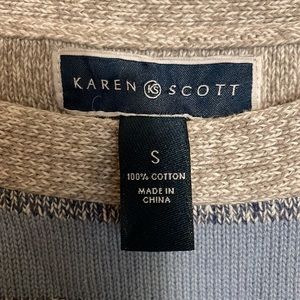 KAREN KS SCOTT
S
100% COTTON
MADE IN
CHINA